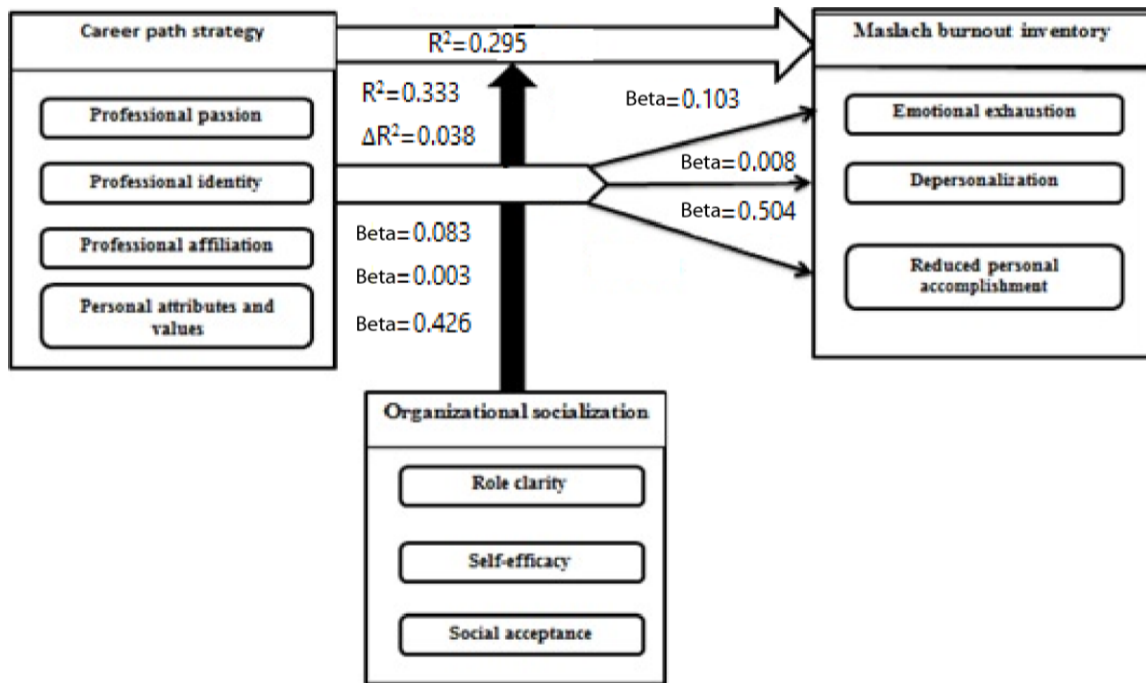 Career path strategy
Professional passion
Professional identity
Professional affiliation
Personal attributes and
values
R²=0.295
R²=0.333
ΔR²=0.038
Beta=0.083
Beta=0.003
Beta=0.426
Beta=0.103
Beta=0.008
Beta=0.504
Maslach burnout inventory
Emotional exhaustion
Depersonalization
Reduced personal
accomplishment
Organizational socialization
Role clarity
Self-efficacy
Social acceptance